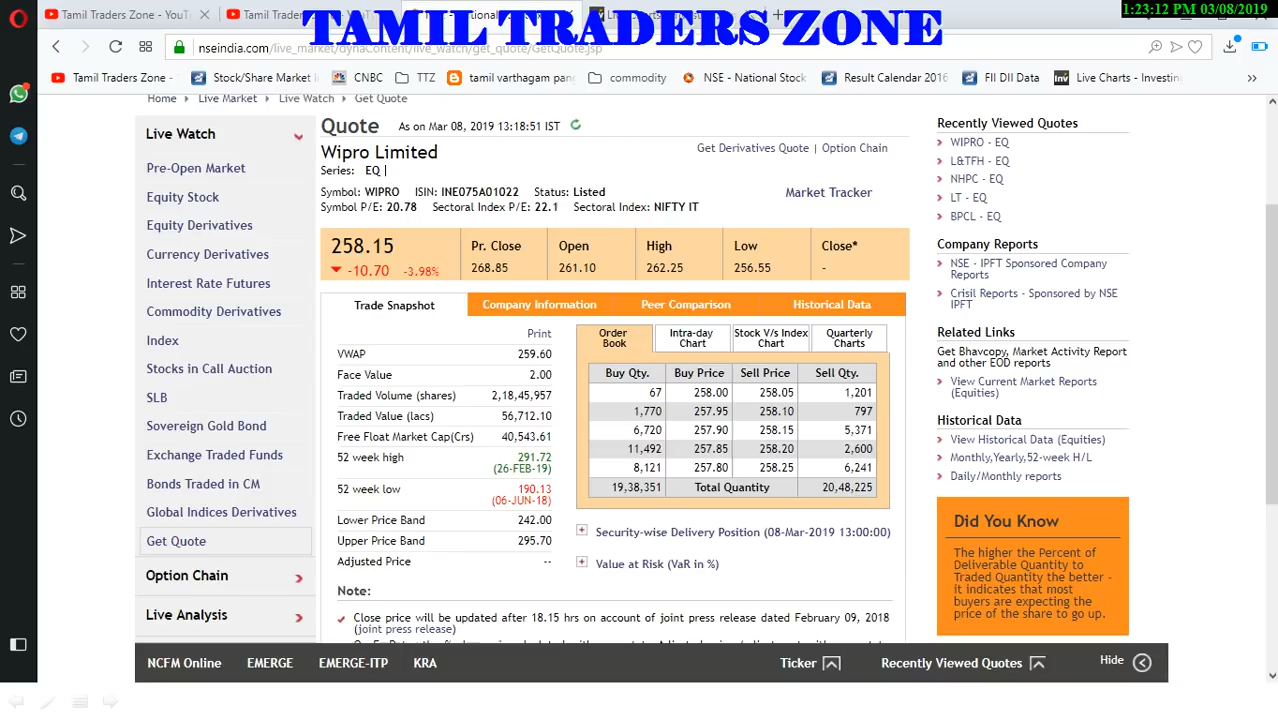 Tamil Traders Zone - YouT
Tamil Trader
TAMIL TRADERS ZONE
1:23:12 PM 03/08/2019
nseindia.com/live_market/dynaContent/live_watch/get_quote/GetQuote.jsp
Tamil Traders Zone -
Stock/Share Market I
CNBC
TTZ
tamil varthagam pan
commodity
NSE - National Stock
Result Calendar 2016
FII DII Data
Live Charts - Investin
Home
Live Market
Live Watch
Get Quote
Live Watch
Pre-Open Market
Equity Stock
Equity Derivatives
Currency Derivatives
Interest Rate Futures
Commodity Derivatives
Index
Stocks in Call Auction
SLB
Sovereign Gold Bond
Exchange Traded Funds
Bonds Traded in CM
Global Indices Derivatives
Get Quote
Option Chain
Live Analysis
Quote As on Mar 08, 2019 13:18:51 IST
Wipro Limited
Get Derivatives Quote | Option Chain
Series: EQ |
Symbol: WIPRO ISIN: INE075A01022 Status: Listed
Market Tracker
Symbol P/E: 20.78 Sectoral Index P/E: 22.1 Sectoral Index: NIFTY IT
258.15 Pr. Close Open High Low Close*
-10.70 -3.98% 268.85 261.10 262.25 256.55 -
Trade Snapshot Company Information Peer Comparison Historical Data
Print
VWAP 259.60
Face Value 2.00
Traded Volume (shares) 2,18,45,957
Traded Value (lacs) 56,712.10
Free Float Market Cap(Crs) 40,543.61
52 week high 291.72
(26-FEB-19)
52 week low 190.13
(06-JUN-18)
Lower Price Band 242.00
Upper Price Band 295.70
Adjusted Price --
Order Book
Intra-day Chart
Stock V/s Index Chart
Quarterly Charts
Buy Qty. Buy Price Sell Price Sell Qty.
67 258.00 258.05 1,201
1,770 257.95 258.10 797
6,720 257.90 258.15 5,371
11,492 257.85 258.20 2,600
8,121 257.80 258.25 6,241
19,38,351 Total Quantity 20,48,225
Security-wise Delivery Position (08-Mar-2019 13:00:00)
Value at Risk (VaR in %)
Note:
Close price will be updated after 18.15 hrs on account of joint press release dated February 09, 2018
(joint press release)
Recently Viewed Quotes
WIPRO - EQ
L&TFH - EQ
NHPC - EQ
LT - EQ
BPCL - EQ
Company Reports
NSE - IPFT Sponsored Company
Reports
Crisil Reports - Sponsored by NSE
IPFT
Related Links
Get Bhavcopy, Market Activity Report
and other EOD reports
View Current Market Reports
(Equities)
Historical Data
View Historical Data (Equities)
Monthly,Yearly,52-week H/L
Daily/Monthly reports
Did You Know
The higher the Percent of
Deliverable Quantity to
Traded Quantity the better -
it indicates that most
buyers are expecting the
price of the share to go up.
NCFM Online EMERGE EMERGE-ITP KRA Ticker Recently Viewed Quotes Hide